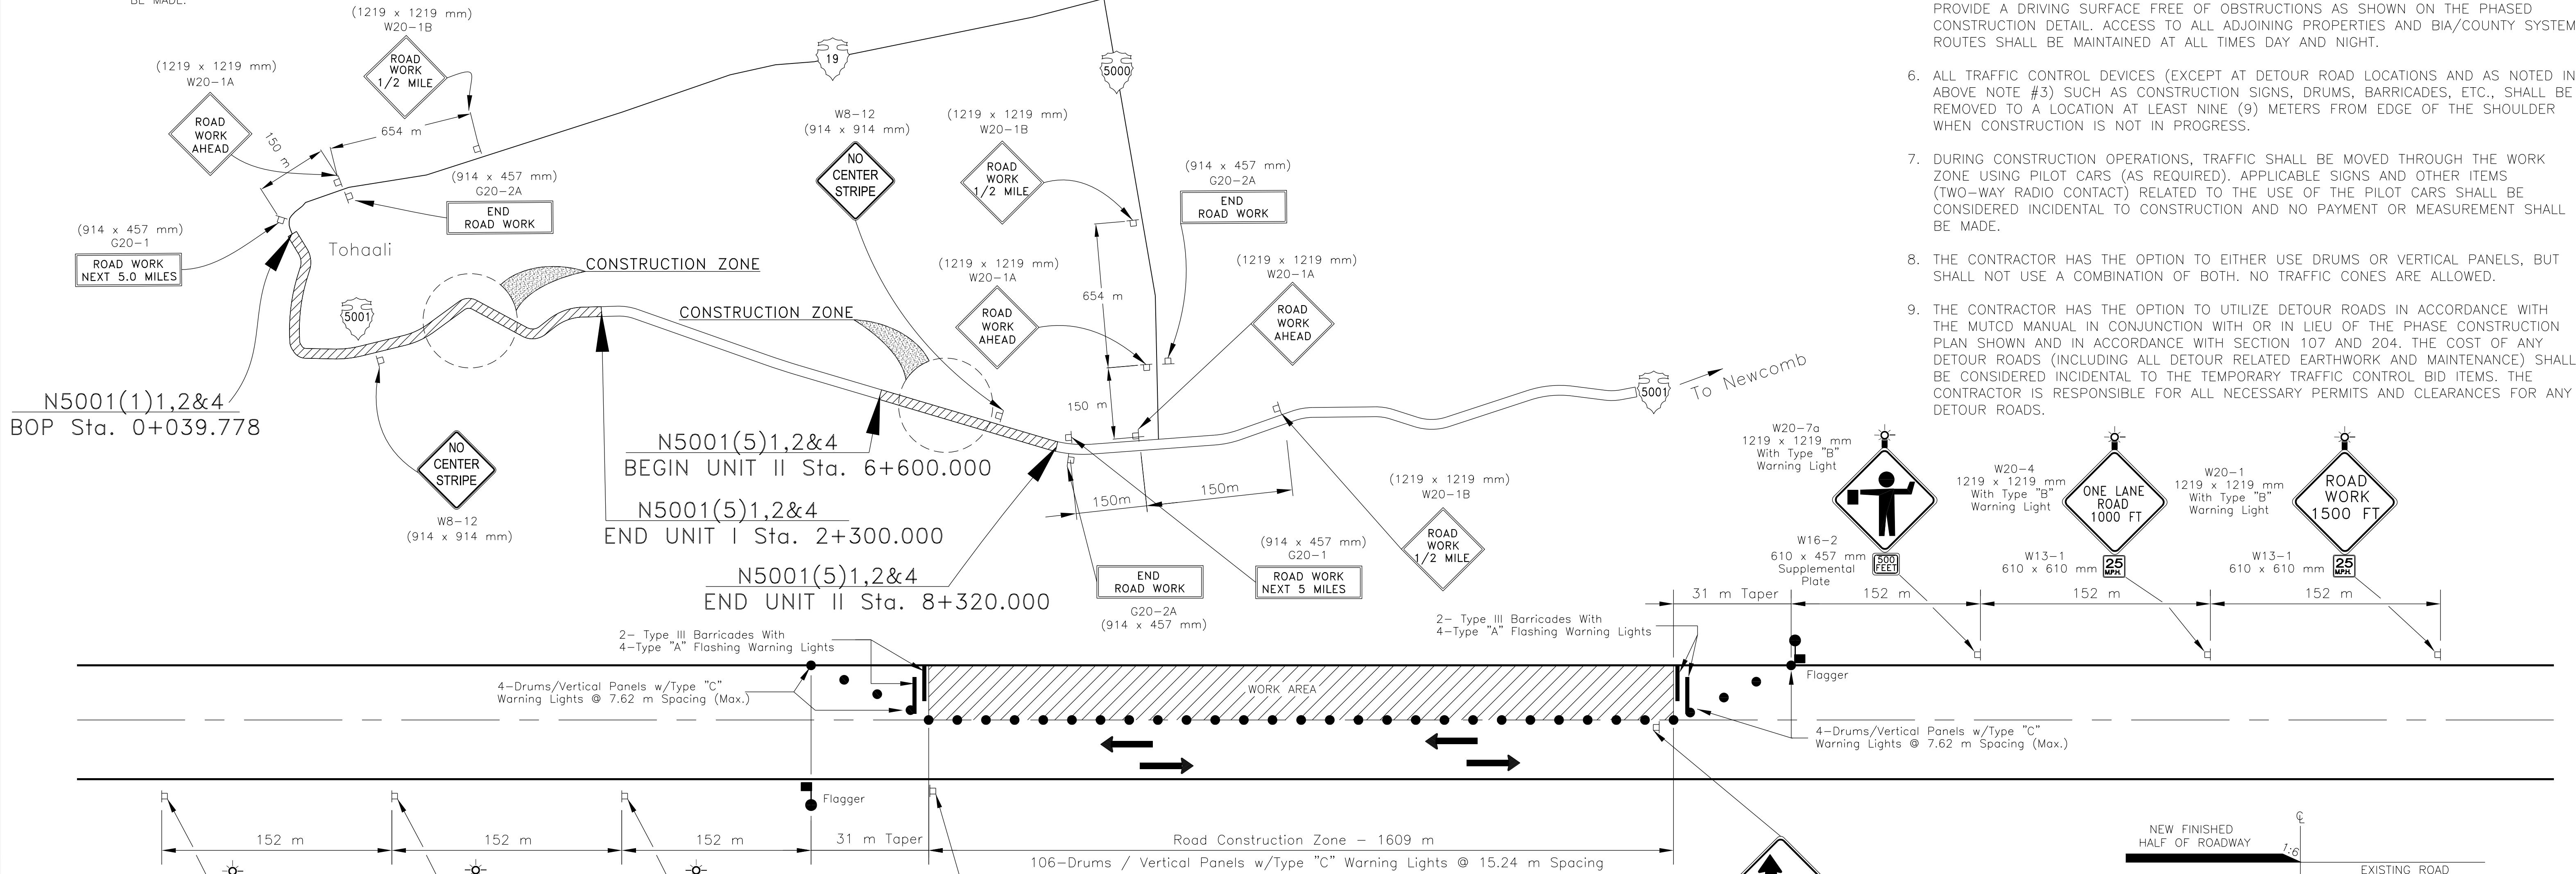 BE MADE.
(1219 x 1219 mm)
W20-1B
ROAD
WORK
1/2 MILE
(1219 x 1219 mm)
W20-1A
ROAD
WORK
AHEAD
150 m
654 m
19
5000
(914 x 457 mm)
G20-2A
END
ROAD WORK
(914 x 457 mm)
G20-1
ROAD WORK
NEXT 5.0 MILES
Tohaali
5001
CONSTRUCTION ZONE
CONSTRUCTION ZONE
W8-12
(914 x 914 mm)
NO
CENTER
STRIPE
(1219 x 1219 mm)
W20-1B
ROAD
WORK
1/2 MILE
(914 x 457 mm)
G20-2A
END
ROAD WORK
(1219 x 1219 mm)
W20-1A
ROAD
WORK
AHEAD
654 m
150 m
(1219 x 1219 mm)
W20-1A
ROAD
WORK
AHEAD
5001
To Newcomb
N5001(1)1,2&4
BOP Sta. 0+039.778
NO
CENTER
STRIPE
W8-12
(914 x 914 mm)
N5001(5)1,2&4
BEGIN UNIT II Sta. 6+600.000
N5001(5)1,2&4
END UNIT I Sta. 2+300.000
N5001(5)1,2&4
END UNIT II Sta. 8+320.000
150m
150m
END
ROAD WORK
G20-2A
(914 x 457 mm)
(914 x 457 mm)
G20-1
ROAD WORK
NEXT 5 MILES
(1219 x 1219 mm)
W20-1B
ROAD
WORK
1/2 MILE
PROVIDE A DRIVING SURFACE FREE OF OBSTRUCTIONS AS SHOWN ON THE PHASED
CONSTRUCTION DETAIL. ACCESS TO ALL ADJOINING PROPERTIES AND BIA/COUNTY SYSTEM
ROUTES SHALL BE MAINTAINED AT ALL TIMES DAY AND NIGHT.
6. ALL TRAFFIC CONTROL DEVICES (EXCEPT AT DETOUR ROAD LOCATIONS AND AS NOTED IN
ABOVE NOTE #3) SUCH AS CONSTRUCTION SIGNS, DRUMS, BARRICADES, ETC., SHALL BE
REMOVED TO A LOCATION AT LEAST NINE (9) METERS FROM EDGE OF THE SHOULDER
WHEN CONSTRUCTION IS NOT IN PROGRESS.
7. DURING CONSTRUCTION OPERATIONS, TRAFFIC SHALL BE MOVED THROUGH THE WORK
ZONE USING PILOT CARS (AS REQUIRED). APPLICABLE SIGNS AND OTHER ITEMS
(TWO-WAY RADIO CONTACT) RELATED TO THE USE OF THE PILOT CARS SHALL BE
CONSIDERED INCIDENTAL TO CONSTRUCTION AND NO PAYMENT OR MEASUREMENT SHALL
BE MADE.
8. THE CONTRACTOR HAS THE OPTION TO EITHER USE DRUMS OR VERTICAL PANELS, BUT
SHALL NOT USE A COMBINATION OF BOTH. NO TRAFFIC CONES ARE ALLOWED.
9. THE CONTRACTOR HAS THE OPTION TO UTILIZE DETOUR ROADS IN ACCORDANCE WITH
THE MUTCD MANUAL IN CONJUNCTION WITH OR IN LIEU OF THE PHASE CONSTRUCTION
PLAN SHOWN AND IN ACCORDANCE WITH SECTION 107 AND 204. THE COST OF ANY
DETOUR ROADS (INCLUDING ALL DETOUR RELATED EARTHWORK AND MAINTENANCE) SHALL
BE CONSIDERED INCIDENTAL TO THE TEMPORARY TRAFFIC CONTROL BID ITEMS. THE
CONTRACTOR IS RESPONSIBLE FOR ALL NECESSARY PERMITS AND CLEARANCES FOR ANY
DETOUR ROADS.
W20-7a
1219 x 1219 mm
With Type "B"
Warning Light
W16-2
610 x 457 mm
Supplemental
Plate
500
FEET
W20-4
1219 x 1219 mm
With Type "B"
Warning Light
ONE LANE
ROAD
1000 FT
W13-1
610 x 610 mm
25
M.P.H.
W20-1
1219 x 1219 mm
With Type "B"
Warning Light
ROAD
WORK
1500 FT
W13-1
610 x 610 mm
25
M.P.H.
31 m Taper
152 m
152 m
152 m
2- Type III Barricades With
4-Type "A" Flashing Warning Lights
2- Type III Barricades With
4-Type "A" Flashing Warning Lights
4-Drums/Vertical Panels w/Type "C"
Warning Lights @ 7.62 m Spacing (Max.)
WORK AREA
Flagger
4-Drums/Vertical Panels w/Type "C"
Warning Lights @ 7.62 m Spacing (Max.)
Flagger
152 m
152 m
152 m
31 m Taper
Road Construction Zone - 1609 m
106-Drums / Vertical Panels w/Type "C" Warning Lights @ 15.24 m Spacing
NEW FINISHED
HALF OF ROADWAY
1:6
EXISTING ROAD